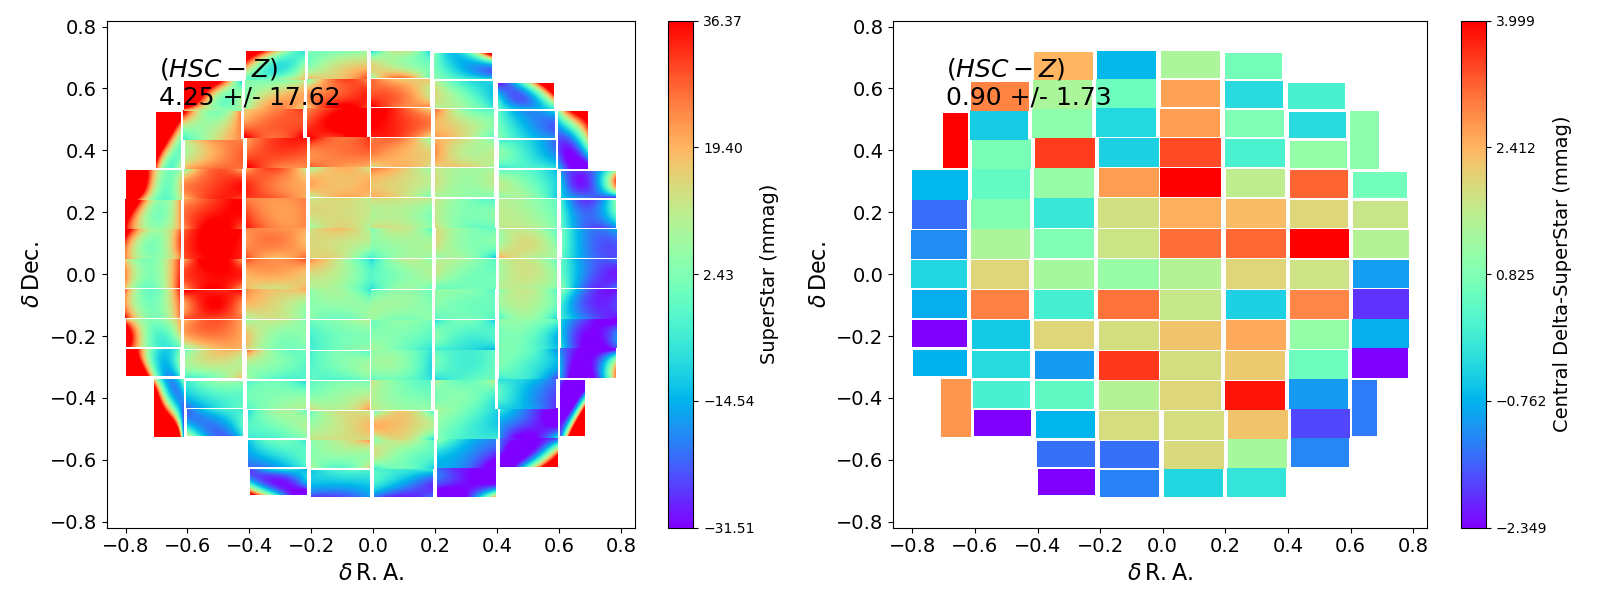 (HSC − Z)
4.25 +/- 17.62
0.8
0.6
0.4
0.2
0.0
−0.2
−0.4
−0.6
−0.8
δ Dec.
−0.8 −0.6 −0.4 −0.2 0.0 0.2 0.4 0.6 0.8
δ R. A.
36.37
19.40
2.43
−14.54
−31.51
SuperStar (mmag)
(HSC − Z)
0.90 +/- 1.73
0.8
0.6
0.4
0.2
0.0
−0.2
−0.4
−0.6
−0.8
δ Dec.
−0.8 −0.6 −0.4 −0.2 0.0 0.2 0.4 0.6 0.8
δ R. A.
3.999
2.412
0.825
−0.762
−2.349
Central Delta-SuperStar (mmag)